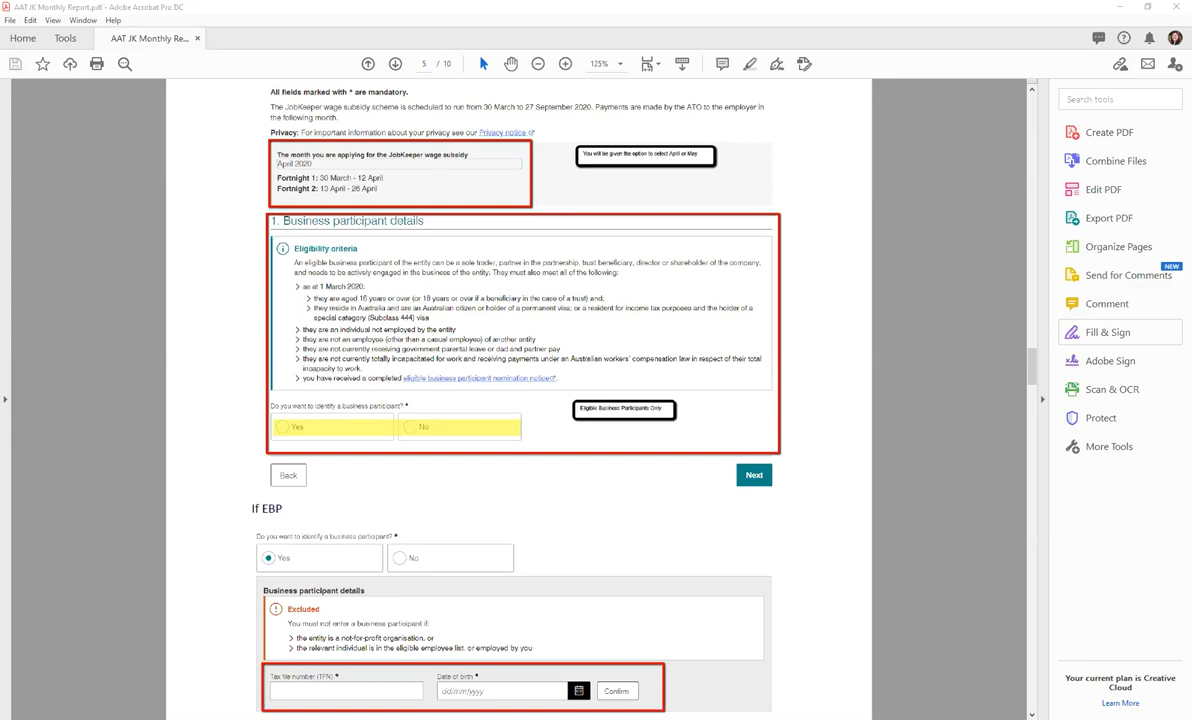 AAT JK Monthly Report.pdf - Adobe Acrobat Pro DC
File Edit View Window Help
Home Tools AAT JK Monthly Re... ×
5 / 10 125%
All fields marked with * are mandatory.
The JobKeeper wage subsidy scheme is scheduled to run from 30 March to 27 September 2020. Payments are made by the ATO to the employer in
the following month.
Privacy: For important information about your privacy see our Privacy notice
The month you are applying for the JobKeeper wage subsidy
April 2020
Fortnight 1: 30 March - 12 April
Fortnight 2: 13 April - 26 April
You will be given the option to select April or May
1. Business participant details
Eligibility criteria
An eligible business participant of the entity can be a sole trader, partner in the partnership, trust beneficiary, director or shareholder of the company,
and needs to be actively engaged in the business of the entity. They must also meet all of the following:
as at 1 March 2020:
they are aged 16 years or over (or 18 years or over if a beneficiary in the case of a trust) and;
they reside in Australia and are an Australian citizen or holder of a permanent visa; or a resident for income tax purposes and the holder of a
special category (Subclass 444) visa
they are an individual not employed by the entity
they are not an employee (other than a casual employee) of another entity
they are not currently receiving government parental leave or dad and partner pay
they are not currently totally incapacitated for work and receiving payments under an Australian workers' compensation law in respect of their total
incapacity to work.
you have received a completed eligible business participant nomination notice.
Do you want to identify a business participant? *
Eligible Business Participants Only
Yes No
Back Next
If EBP
Do you want to identify a business participant? *
Yes No
Business participant details
Excluded
You must not enter a business participant if:
the entity is a not-for-profit organisation, or
the relevant individual is in the eligible employee list, or employed by you
Tax file number (TFN) * Date of birth *
dd/mm/yyyy Confirm
Search tools
Create PDF
Combine Files
Edit PDF
Export PDF
Organize Pages
NEW
Send for Comments
Comment
Fill & Sign
Adobe Sign
Scan & OCR
Protect
More Tools
Your current plan is Creative
Cloud
Learn More